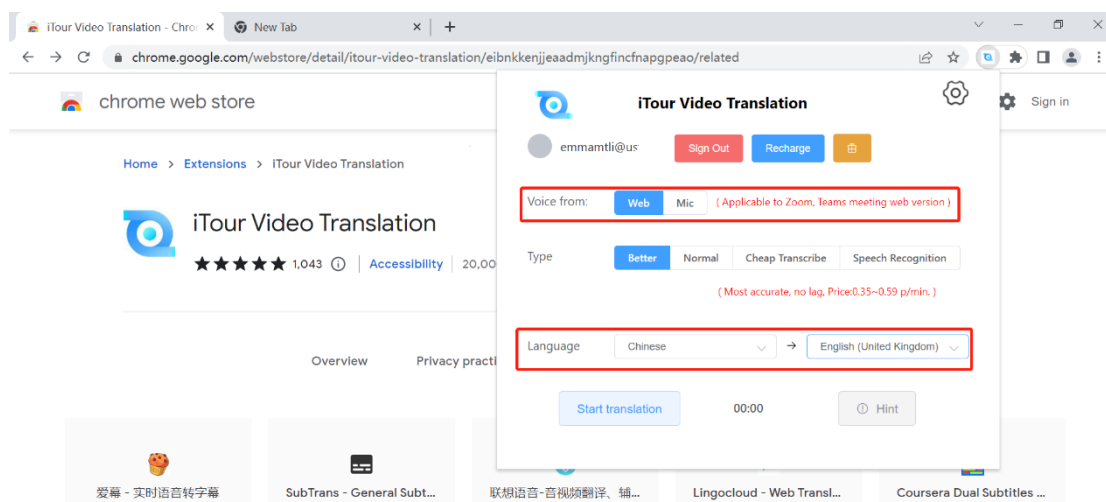 iTour Video Translation - Chro
New Tab
chrome.google.com/webstore/detail/itour-video-translation/eibnkkenjjeaadmjkngfincfnapgpeao/related
chrome web store
Sign in
Home > Extensions > iTour Video Translation
iTour Video Translation
1,043
Accessibility
20,00
Overview
Privacy practi
iTour Video Translation
emmamtli@us
Sign Out
Recharge
Voice from:
Web
Mic
( Applicable to Zoom, Teams meeting web version )
Type
Better
Normal
Cheap Transcribe
Speech Recognition
( Most accurate, no lag, Price:0.35~0.59 p/min. )
Language
Chinese
→
English (United Kingdom)
Start translation
00:00
Hint
爱幕 - 实时语音转字幕
SubTrans - General Subt...
联想语音-音视频翻译、辅...
Lingocloud - Web Transl...
Coursera Dual Subtitles ...